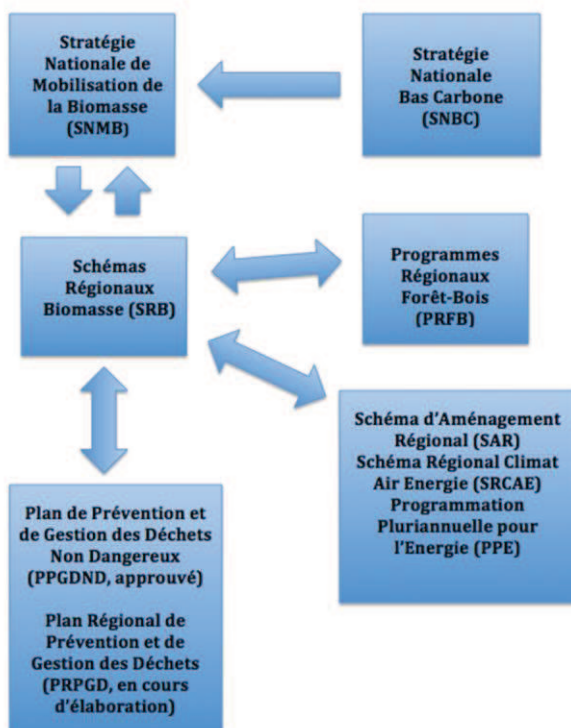 Stratégie
Nationale de
Mobilisation de
la Biomasse
(SNMB)
Stratégie
Nationale
Bas Carbone
(SNBC)
Schémas
Régionaux
Biomasse (SRB)
Programmes
Régionaux
Forêt-Bois
(PRFB)
Schéma d'Aménagement
Régional (SAR)
Schéma Régional Climat
Air Energie (SRCAE)
Programmation
Pluriannuelle pour
l'Energie (PPE)
Plan de Prévention et
de Gestion des Déchets
Non Dangereux
(PPGDND, approuvé)
Plan Régional de
Prévention et de
Gestion des Déchets
(PRPGD, en cours
d'élaboration)